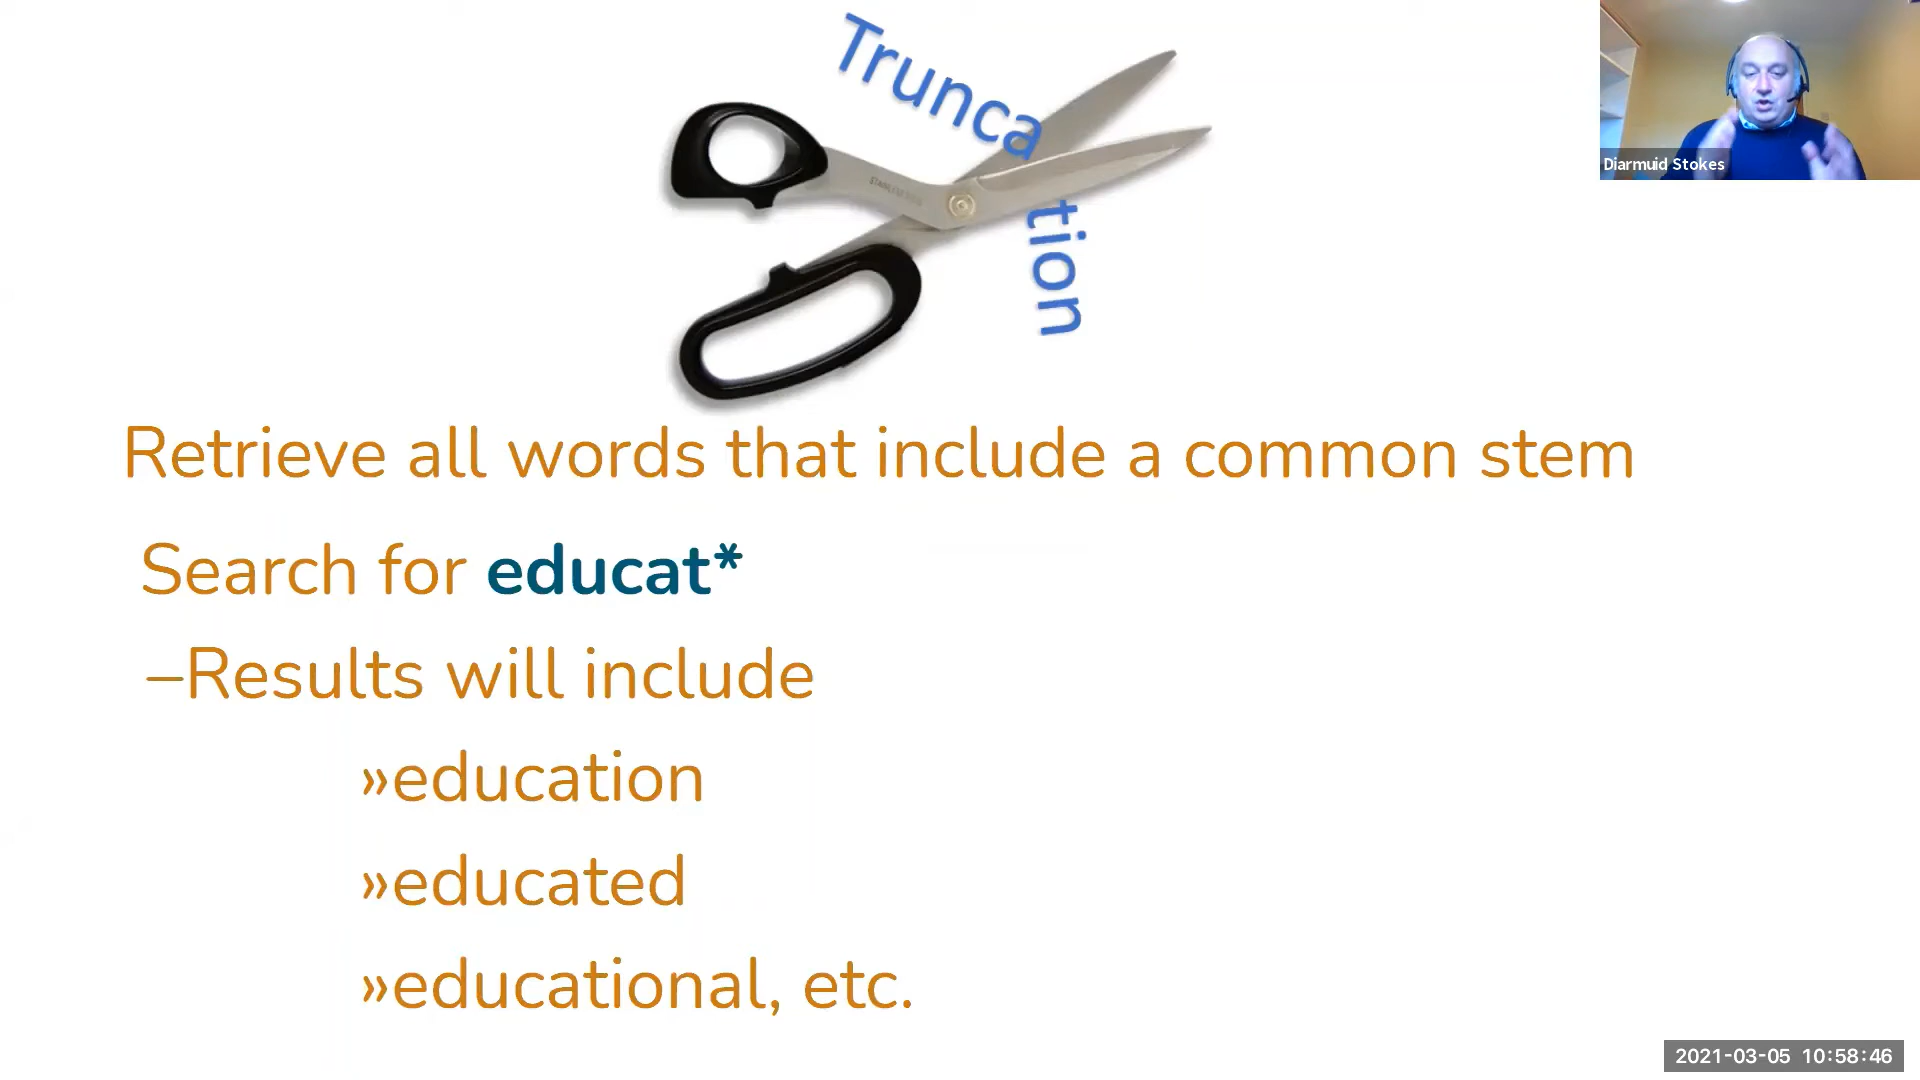 Trunca
tion
Diarmuid Stokes
Retrieve all words that include a common stem
Search for educat*
–Results will include
»education
»educated
»educational, etc.
2021-03-05 10:58:46